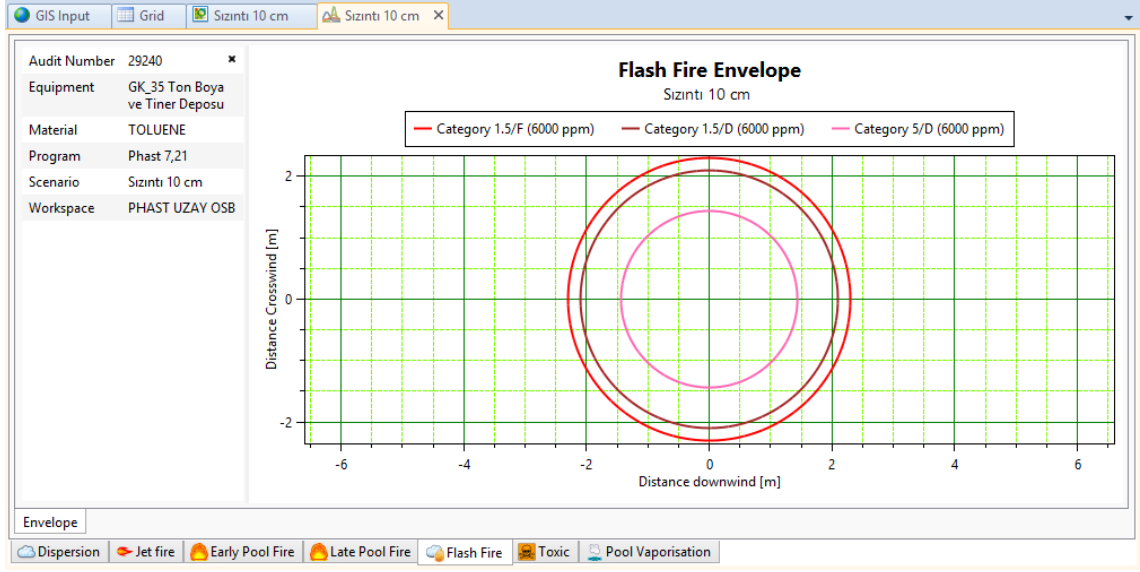 GIS Input Grid Sızıntı 10 cm Sızıntı 10 cm
Audit Number 29240
Equipment GK_35 Ton Boya
ve Tiner Deposu
Material TOLUENE
Program Phast 7,21
Scenario Sızıntı 10 cm
Workspace PHAST UZAY OSB
Flash Fire Envelope
Sızıntı 10 cm
Category 1.5/F (6000 ppm) Category 1.5/D (6000 ppm) Category 5/D (6000 ppm)
Distance Crosswind [m]
2
0
-2
-6 -4 -2 0 2 4 6
Distance downwind [m]
Envelope
Dispersion Jet fire Early Pool Fire Late Pool Fire Flash Fire Toxic Pool Vaporisation